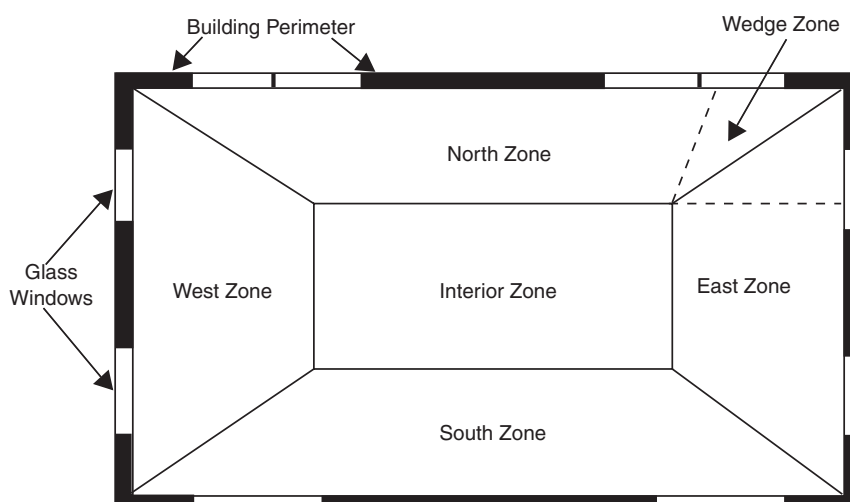 Wedge Zone
Building Perimeter
North Zone
Glass
Windows
West Zone
Interior Zone
East Zone
South Zone